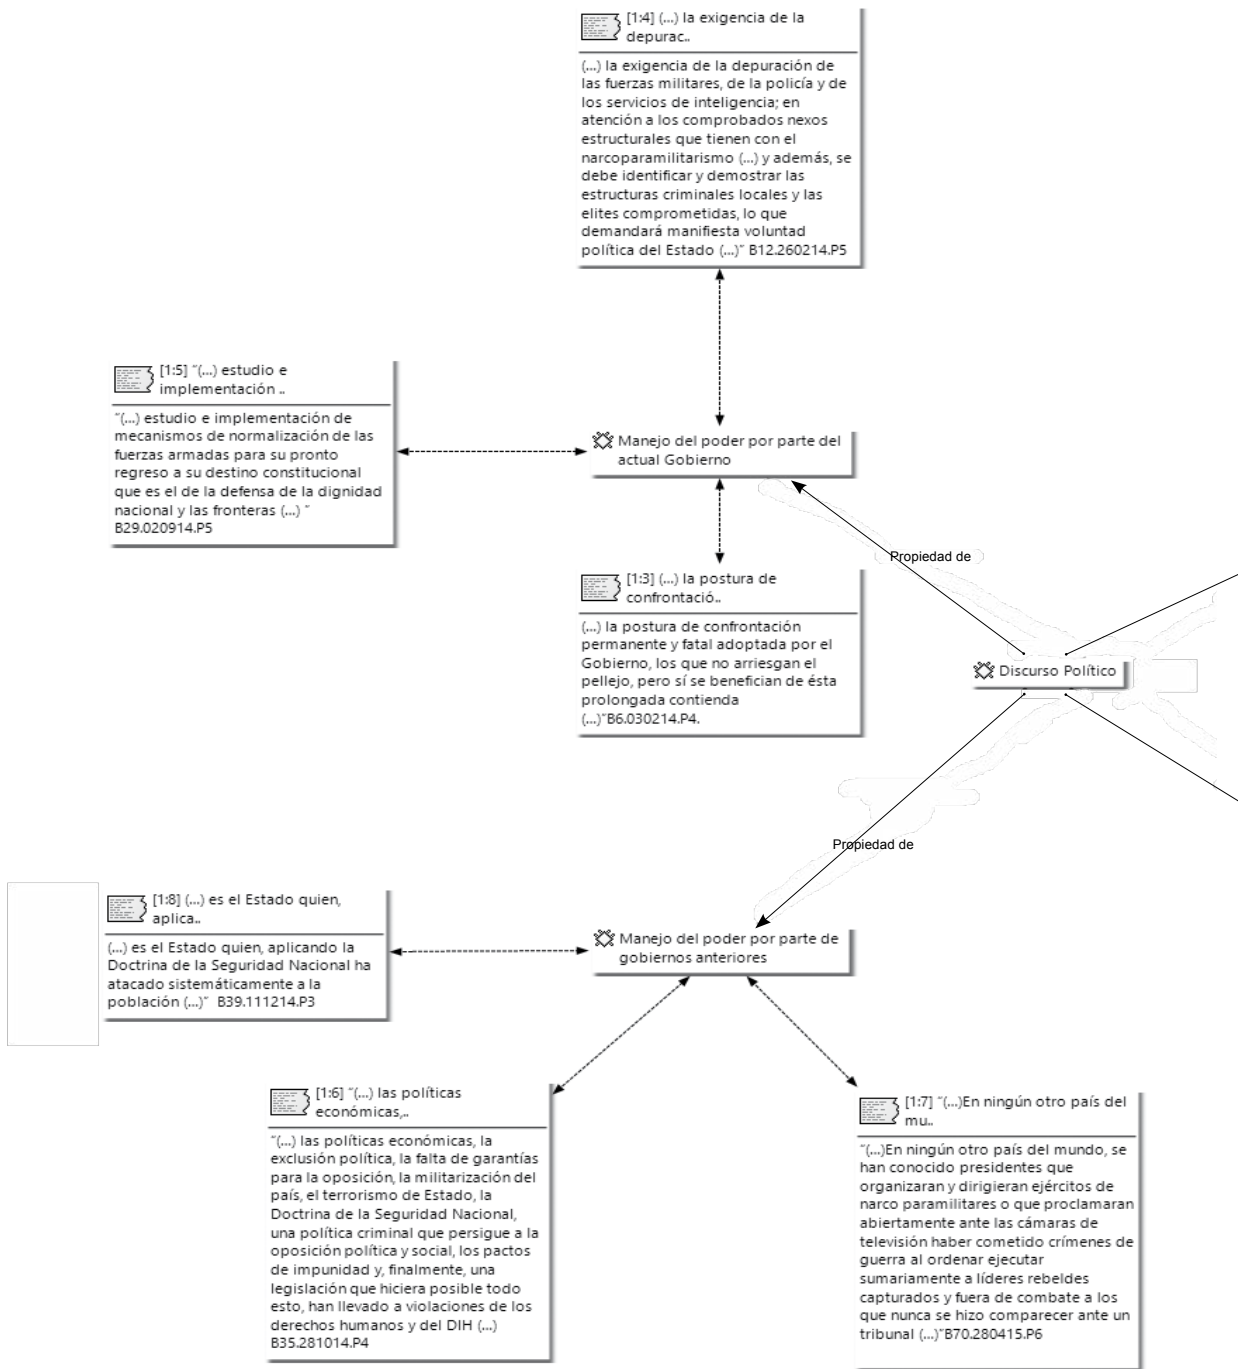 [1:4] (...) la exigencia de la
depurac..
(...) la exigencia de la depuración de
las fuerzas militares, de la policía y de
los servicios de inteligencia; en
atención a los comprobados nexos
estructurales que tienen con el
narcoparamilitarismo (...) y además, se
debe identificar y demostrar las
estructuras criminales locales y las
elites comprometidas, lo que
demandará manifiesta voluntad
política del Estado (...)” B12.260214.P5
[1:5] “(...) estudio e
implementación ..
“(...) estudio e implementación de
mecanismos de normalización de las
fuerzas armadas para su pronto
regreso a su destino constitucional
que es el de la defensa de la dignidad
nacional y las fronteras (...) “
B29.020914.P5
Manejo del poder por parte del
actual Gobierno
Propiedad de
[1:3] (...) la postura de
confrontació..
(...) la postura de confrontación
permanente y fatal adoptada por el
Gobierno, los que no arriesgan el
pellejo, pero sí se benefician de ésta
prolongada contienda
(...)”B6.030214.P4.
Discurso Político
Propiedad de
[1:8] (...) es el Estado quien,
aplica..
(...) es el Estado quien, aplicando la
Doctrina de la Seguridad Nacional ha
atacado sistemáticamente a la
población (...)” B39.111214.P3
Manejo del poder por parte de
gobiernos anteriores
[1:6] “(...) las políticas
económicas,..
“(...) las políticas económicas, la
exclusión política, la falta de garantías
para la oposición, la militarización del
país, el terrorismo de Estado, la
Doctrina de la Seguridad Nacional,
una política criminal que persigue a la
oposición política y social, los pactos
de impunidad y, finalmente, una
legislación que hiciera posible todo
esto, han llevado a violaciones de los
derechos humanos y del DIH (...)
B35.281014.P4
[1:7] “(...)En ningún otro país del
mu..
“(...)En ningún otro país del mundo, se
han conocido presidentes que
organizaran y dirigieran ejércitos de
narco paramilitares o que proclamaran
abiertamente ante las cámaras de
televisión haber cometido crímenes de
guerra al ordenar ejecutar
sumariamente a líderes rebeldes
capturados y fuera de combate a los
que nunca se hizo comparecer ante un
tribunal (...)”B70.280415.P6